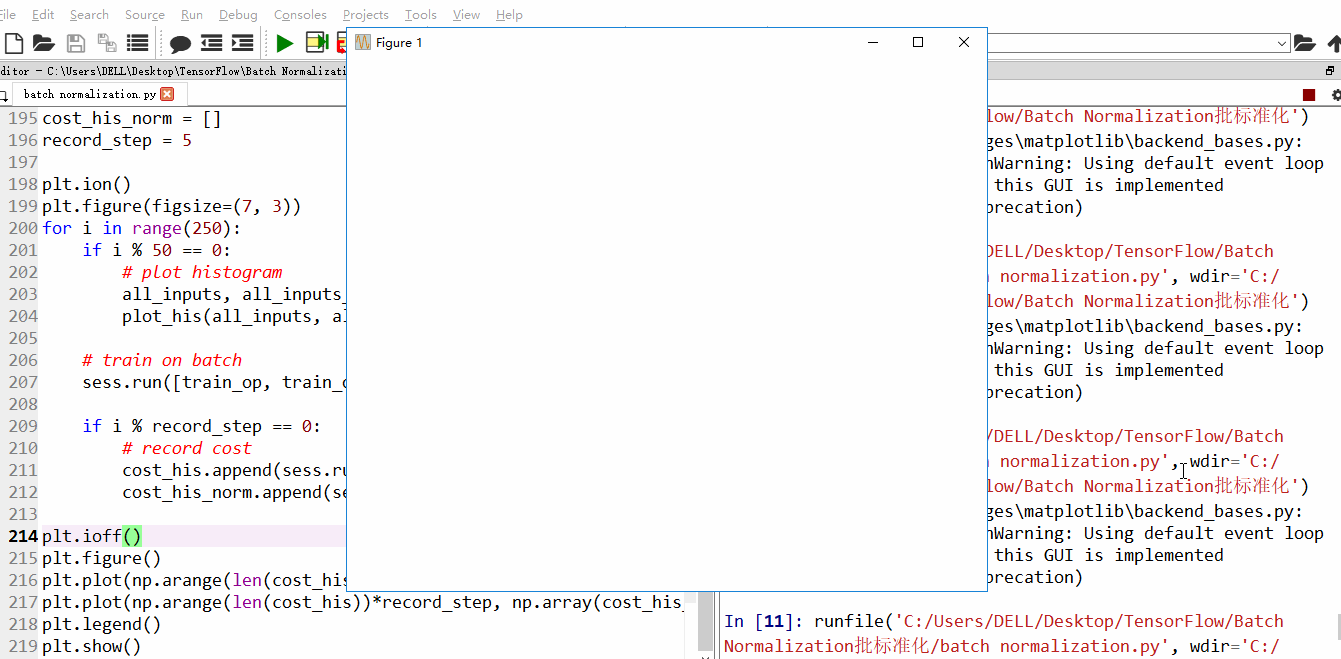 File Edit Search Source Run Debug Consoles Projects Tools View Help
Figure 1
ditor - C:\Users\DELL\Desktop\TensorFlow\Batch Normalizati
batch normalization.py
195 cost_his_norm = []
196 record_step = 5
197
198 plt.ion()
199 plt.figure(figsize=(7, 3))
200 for i in range(250):
201 if i % 50 == 0:
202 # plot histogram
203 all_inputs, all_inputs_
204 plot_his(all_inputs, al
205
206 # train on batch
207 sess.run([train_op, train_o
208
209 if i % record_step == 0:
210 # record cost
211 cost_his.append(sess.ru
212 cost_his_norm.append(se
213
214 plt.ioff()
215 plt.figure()
216 plt.plot(np.arange(len(cost_his
217 plt.plot(np.arange(len(cost_his))*record_step, np.array(cost_his_
218 plt.legend()
219 plt.show()
low/Batch Normalization批标准化')
ges\matplotlib\backend_bases.py:
nWarning: Using default event loop
this GUI is implemented
precation)
DELL/Desktop/TensorFlow/Batch
normalization.py', wdir='C:/
low/Batch Normalization批标准化')
ges\matplotlib\backend_bases.py:
nWarning: Using default event loop
this GUI is implemented
precation)
/DELL/Desktop/TensorFlow/Batch
normalization.py', wdir='C:/
low/Batch Normalization批标准化')
ges\matplotlib\backend_bases.py:
nWarning: Using default event loop
this GUI is implemented
precation)
In [11]: runfile('C:/Users/DELL/Desktop/TensorFlow/Batch
Normalization批标准化/batch normalization.py', wdir='C:/